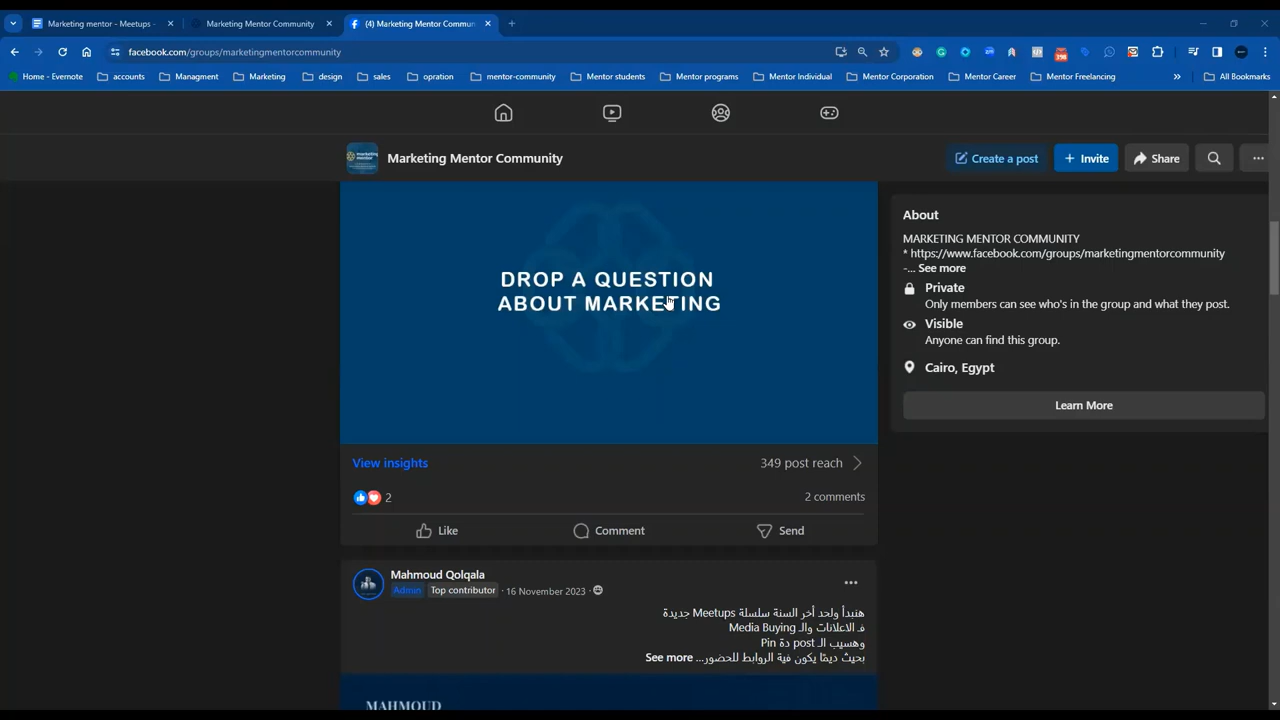 Marketing mentor - Meetups -
Marketing Mentor Community
(4) Marketing Mentor Commun
facebook.com/groups/marketingmentorcommunity
Home - Evernote
accounts
Managment
Marketing
design
sales
opration
mentor-community
Mentor students
Mentor programs
Mentor Individual
Mentor Corporation
Mentor Career
Mentor Freelancing
All Bookmarks
Marketing Mentor Community
Create a post
Invite
Share
DROP A QUESTION
ABOUT MARKETING
About
MARKETING MENTOR COMMUNITY
* https://www.facebook.com/groups/marketingmentorcommunity
-... See more
Private
Only members can see who's in the group and what they post.
Visible
Anyone can find this group.
Cairo, Egypt
Learn More
View insights
349 post reach
2
2 comments
Like
Comment
Send
Mahmoud Qolqala
Admin Top contributor · 16 November 2023 ·
هنبدأ ولحد أخر السنة سلسلة Meetups جديدة
فـ الاعلانات والـ Media Buying
وهسيب الـ post دة Pin
بحيث ديمًا يكون فية الروابط للحضور... See more
MAHMOUD